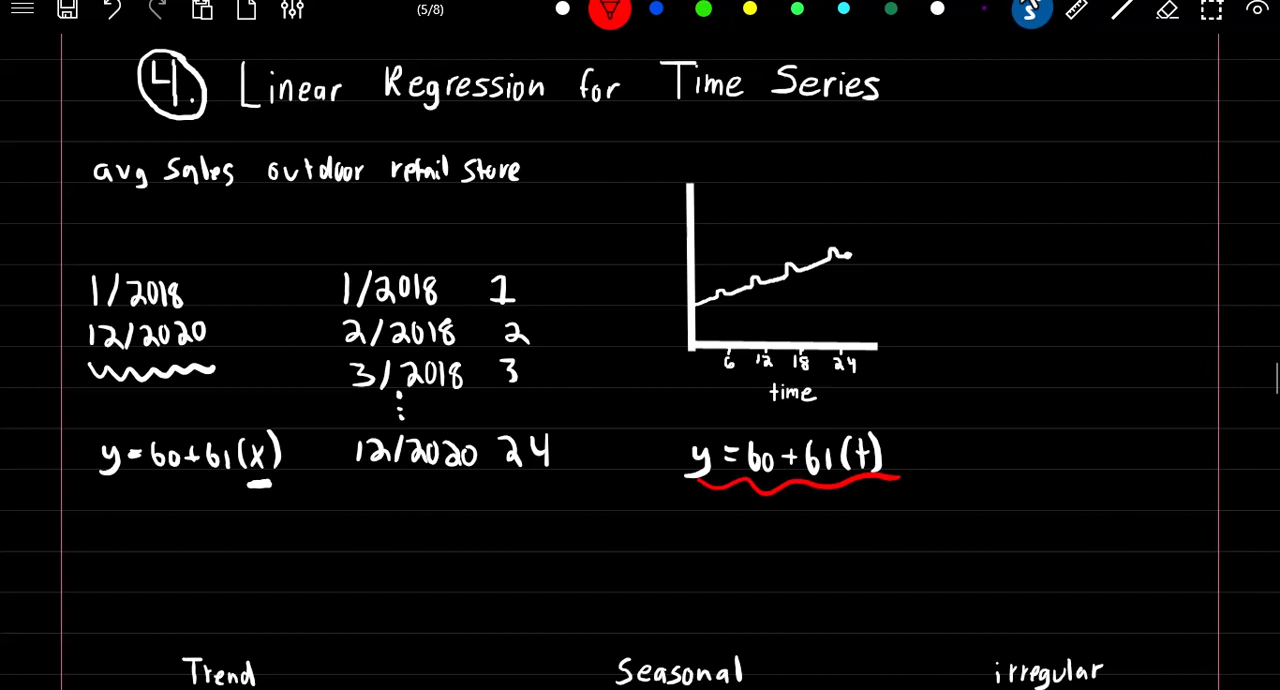 (5/8)
4. Linear Regression for Time Series
avg Sales outdoor retail store
1/2018
12/2020
y = bo + b1(x)
1/2018 1
2/2018 2
3/2018 3
12/2020 24
6 12 18 24
time
y = bo + b1(t)
Trend Seasonal irregular